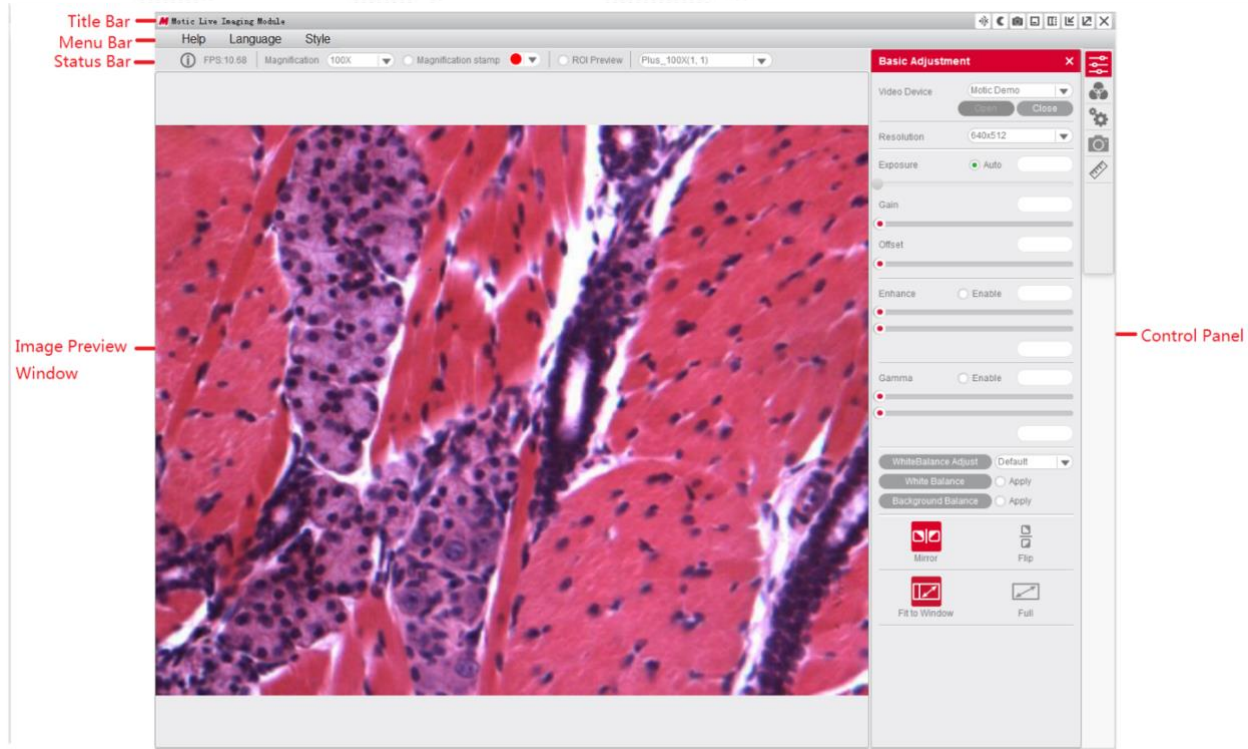 Title Bar
Motic Live Imaging Module
Menu Bar
Help Language Style
Status Bar
FPS:10.68 Magnification 100X Magnification stamp ROI Preview Plus_100X(1, 1)
Basic Adjustment
Video Device Motic Demo
Open Close
Resolution 640x512
Exposure Auto
Gain
Offset
Enhance Enable
Image Preview
Window
Control Panel
Gamma Enable
WhiteBalance Adjust Default
White Balance Apply
Background Balance Apply
Mirror Flip
Fit to Window Full